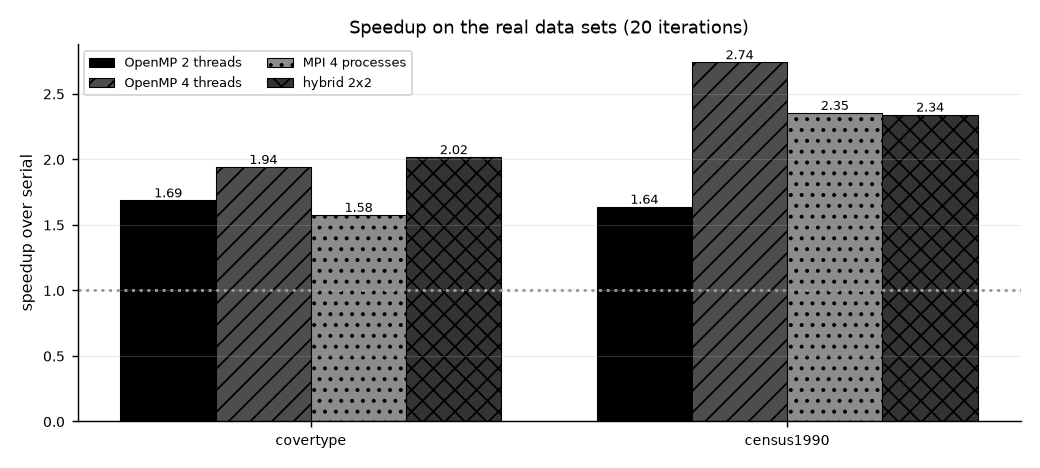 Speedup on the real data sets (20 iterations)
OpenMP 2 threads
OpenMP 4 threads
MPI 4 processes
hybrid 2x2
speedup over serial
2.5
2.0
1.5
1.0
0.5
0.0
1.69
1.94
1.58
2.02
1.64
2.74
2.35
2.34
covertype
census1990